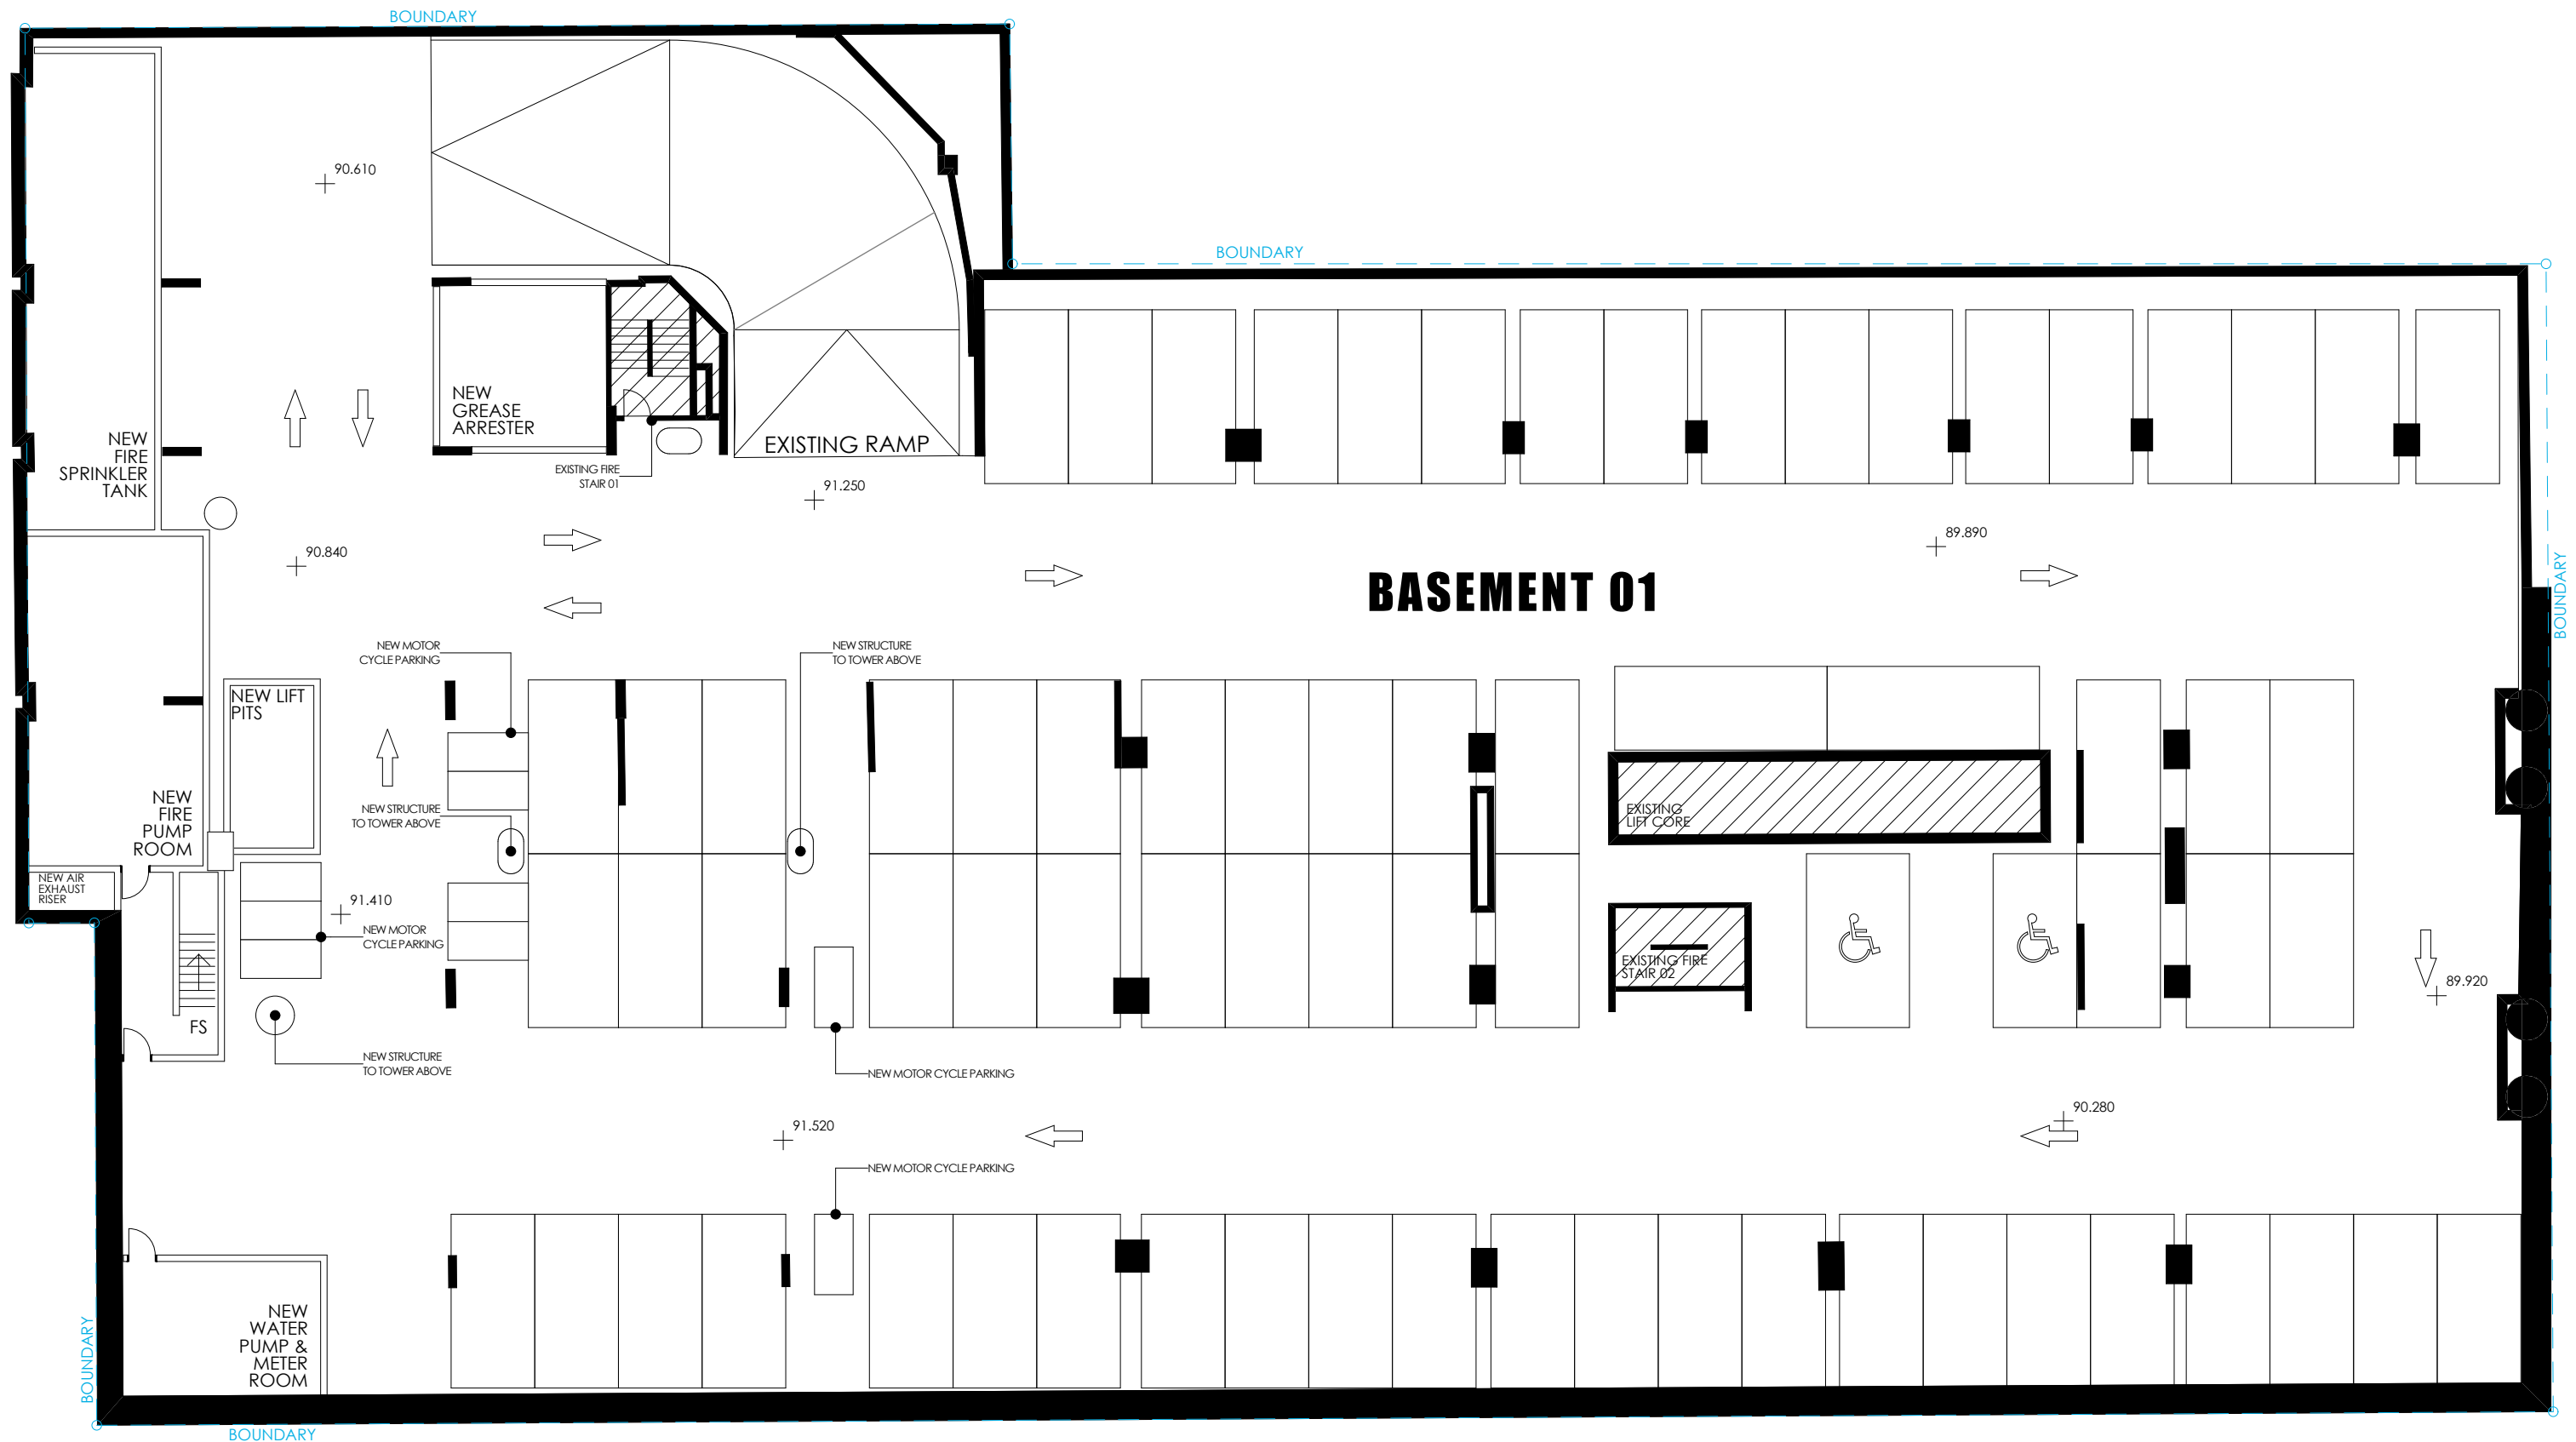 BOUNDARY
90.610
BOUNDARY
NEW
GREASE
ARRESTER
EXISTING RAMP
NEW
FIRE
SPRINKLER
TANK
EXISTING FIRE
STAIR 01
91.250
90.840
89.890
BASEMENT 01
BOUNDARY
NEW MOTOR
CYCLE PARKING
NEW STRUCTURE
TO TOWER ABOVE
NEW LIFT
PITS
NEW
FIRE
PUMP
ROOM
NEW STRUCTURE
TO TOWER ABOVE
EXISTING
LIFT CORE
NEW AIR
EXHAUST
RISER
91.410
NEW MOTOR
CYCLE PARKING
EXISTING FIRE
STAIR 02
89.920
FS
NEW STRUCTURE
TO TOWER ABOVE
NEW MOTOR CYCLE PARKING
91.520
90.280
NEW MOTOR CYCLE PARKING
NEW
WATER
PUMP &
METER
ROOM
BOUNDARY
BOUNDARY